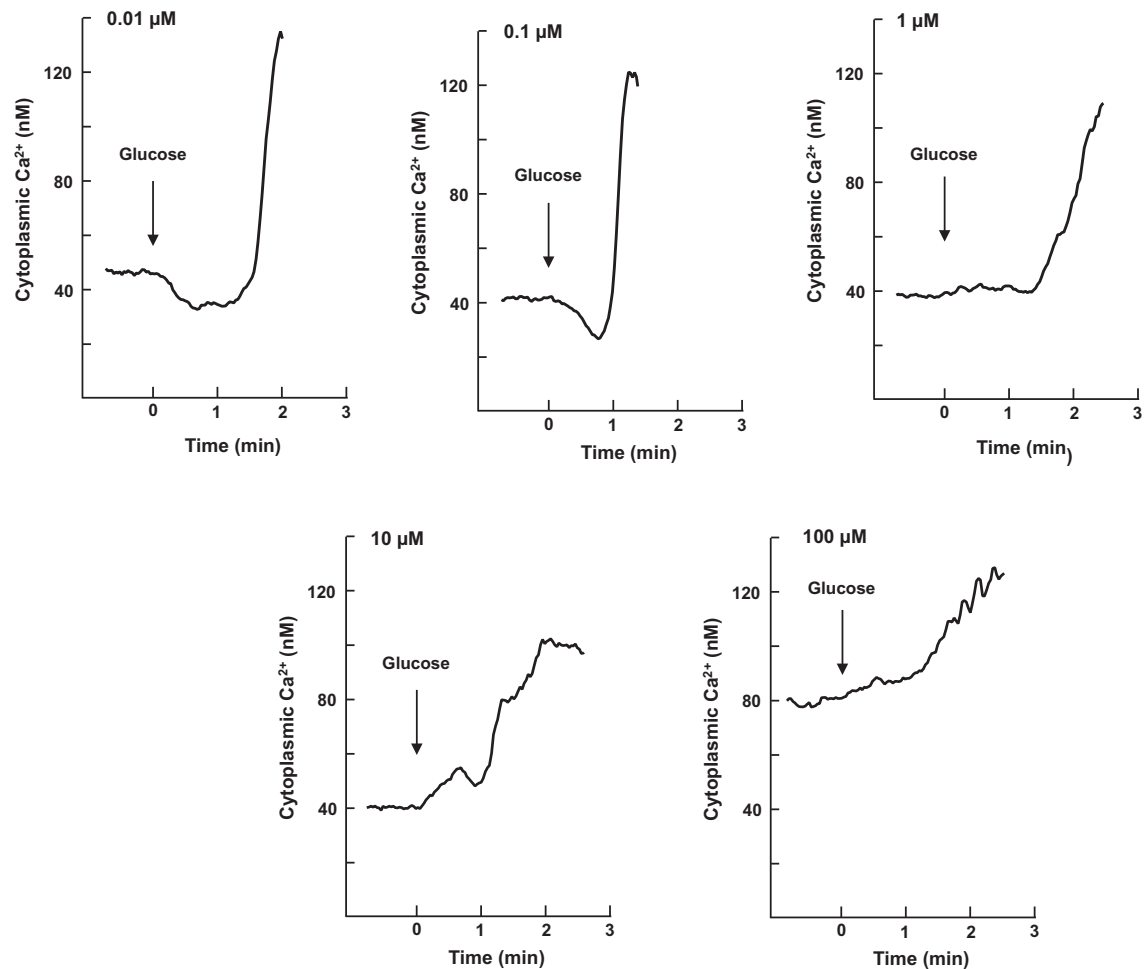 0.01 µM
Cytoplasmic Ca²⁺ (nM)
120
80
40
Glucose
0
1
2
3
Time (min)
0.1 µM
Cytoplasmic Ca²⁺ (nM)
120
80
40
Glucose
0
1
2
3
Time (min)
1 µM
Cytoplasmic Ca²⁺ (nM)
120
80
40
Glucose
0
1
2
3
Time (min)
10 µM
Cytoplasmic Ca²⁺ (nM)
120
80
40
Glucose
0
1
2
3
Time (min)
100 µM
Cytoplasmic Ca²⁺ (nM)
120
80
40
Glucose
0
1
2
3
Time (min)